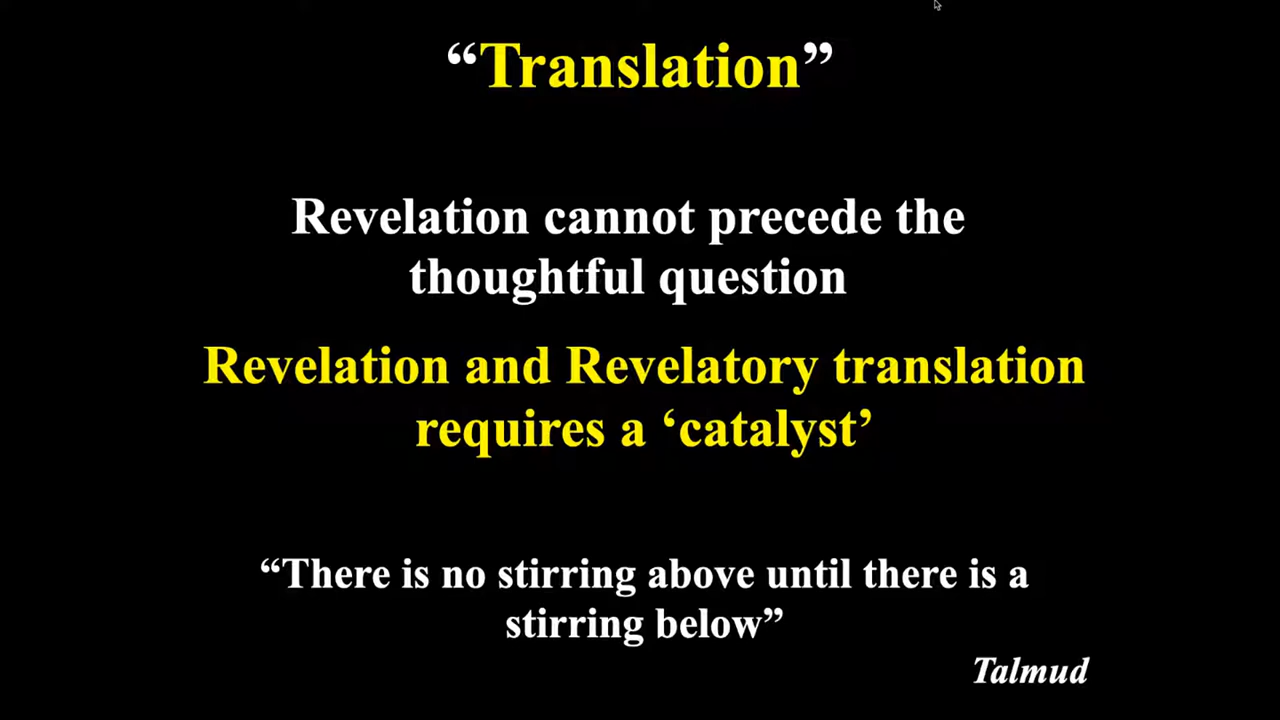 “Translation”
Revelation cannot precede the
thoughtful question
Revelation and Revelatory translation
requires a ‘catalyst’
“There is no stirring above until there is a
stirring below”
Talmud